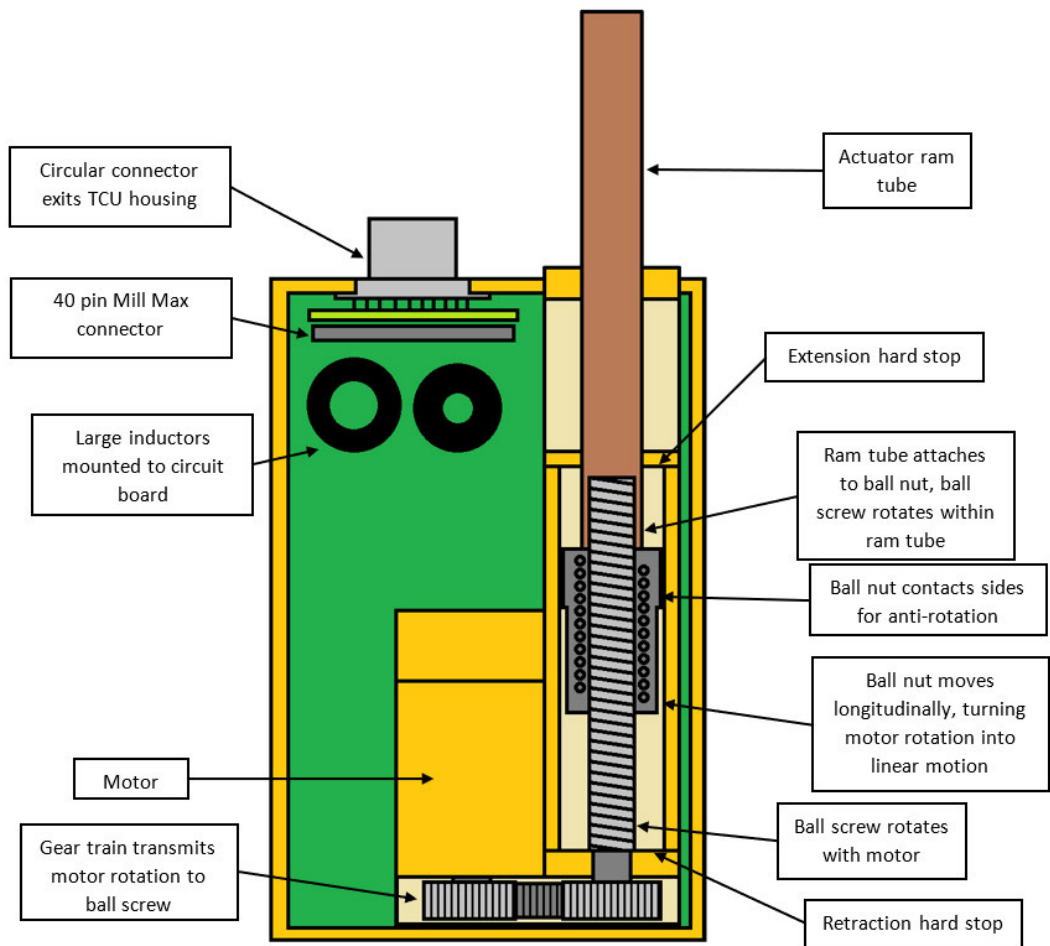 Circular connector
exits TCU housing
40 pin Mill Max
connector
Large inductors
mounted to circuit
board
Motor
Gear train transmits
motor rotation to
ball screw
Actuator ram
tube
Extension hard stop
Ram tube attaches
to ball nut, ball
screw rotates within
ram tube
Ball nut contacts sides
for anti-rotation
Ball nut moves
longitudinally, turning
motor rotation into
linear motion
Ball screw rotates
with motor
Retraction hard stop